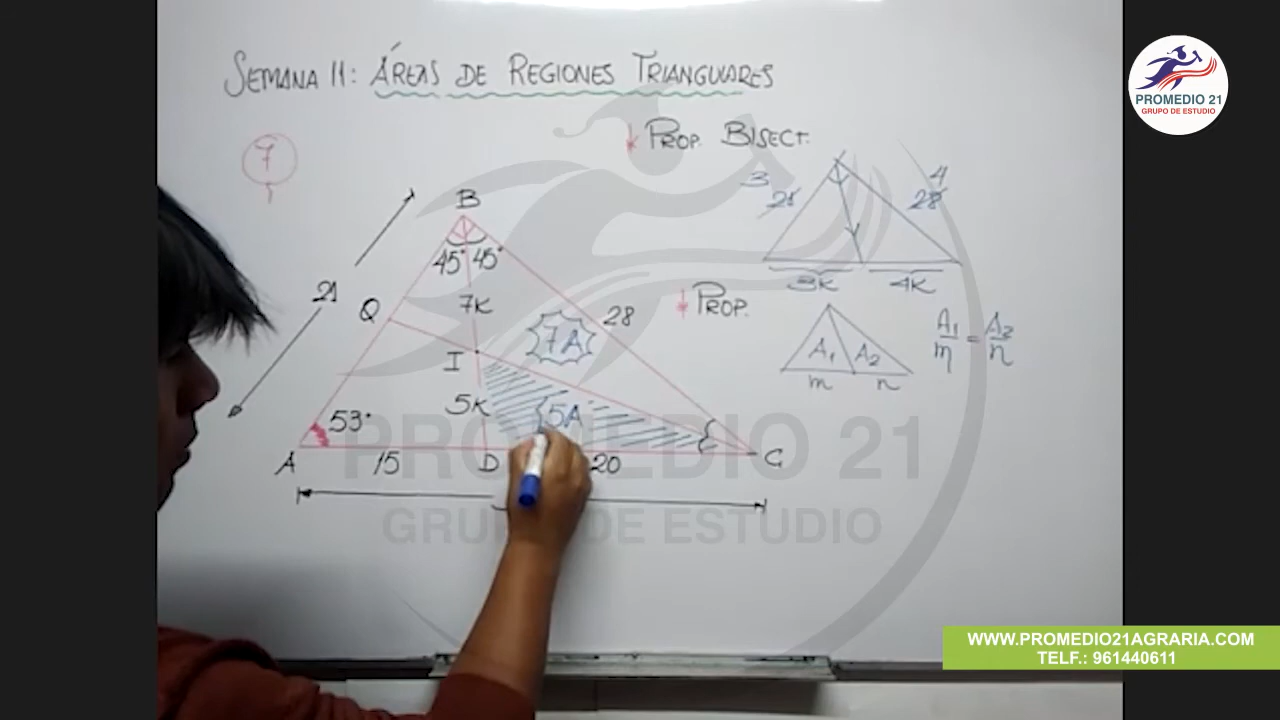 SEMANA 11: ÁREAS DE REGIONES TRIANGUARES
PROMEDIO 21
GRUPO DE ESTUDIO
7
PROP. BISECT.
3
21
4
28
3K
4K
B
45° 45°
21
Q
7K
7A
28
I
5K
5A
53°
A
15
D
20
C
PROP.
A1
A2
m
n
A1/m = A2/n
PROMEDIO 21
GRUPO DE ESTUDIO
WWW.PROMEDIO21AGRARIA.COM
TELF.: 961440611